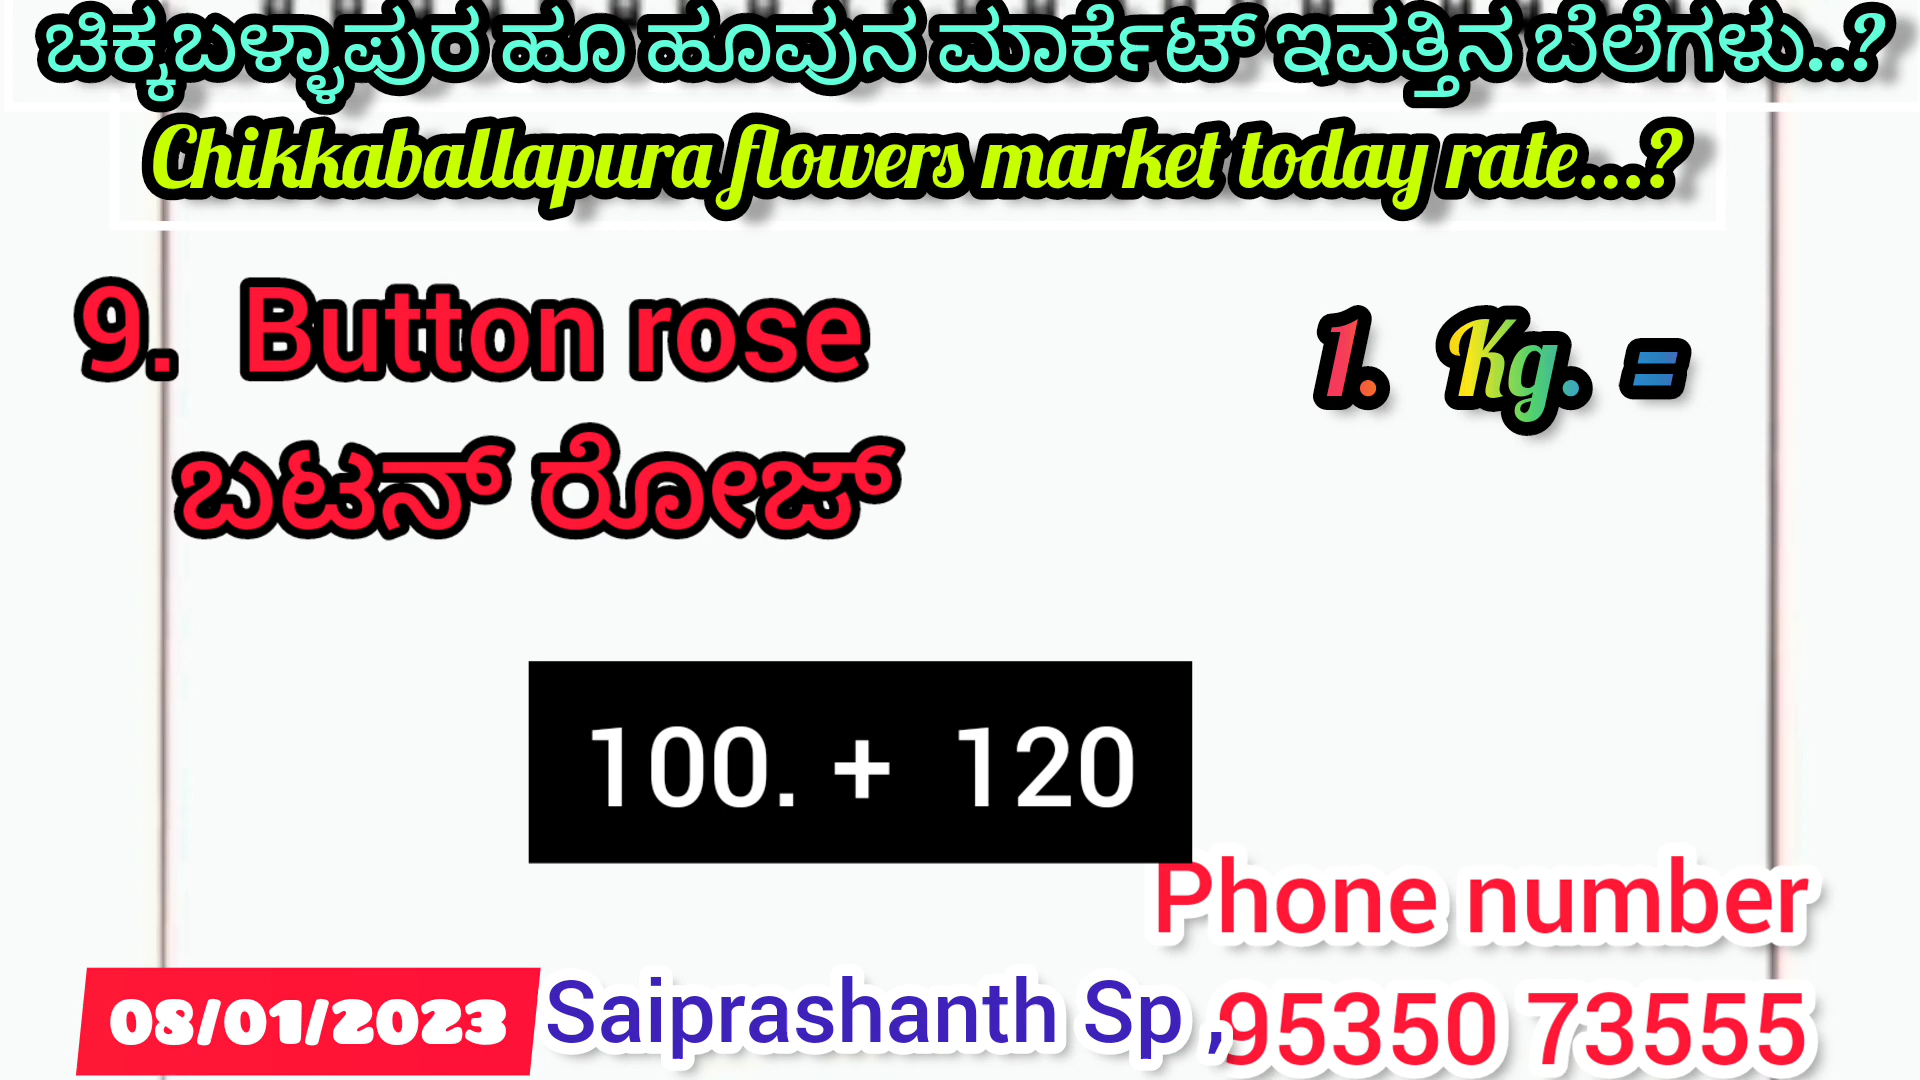 ಚಿಕ್ಕಬಳ್ಳಾಪುರ ಹೂ ಹೂವುನ ಮಾರ್ಕೆಟ್ ಇವತ್ತಿನ ಬೆಲೆಗಳು..?
Chikkaballapura flowers market today rate...?
9. Button rose 1. Kg. =
ಬಟನ್ ರೋಜ್
100. + 120
Phone number
08/01/2023 Saiprashanth Sp , 95350 73555